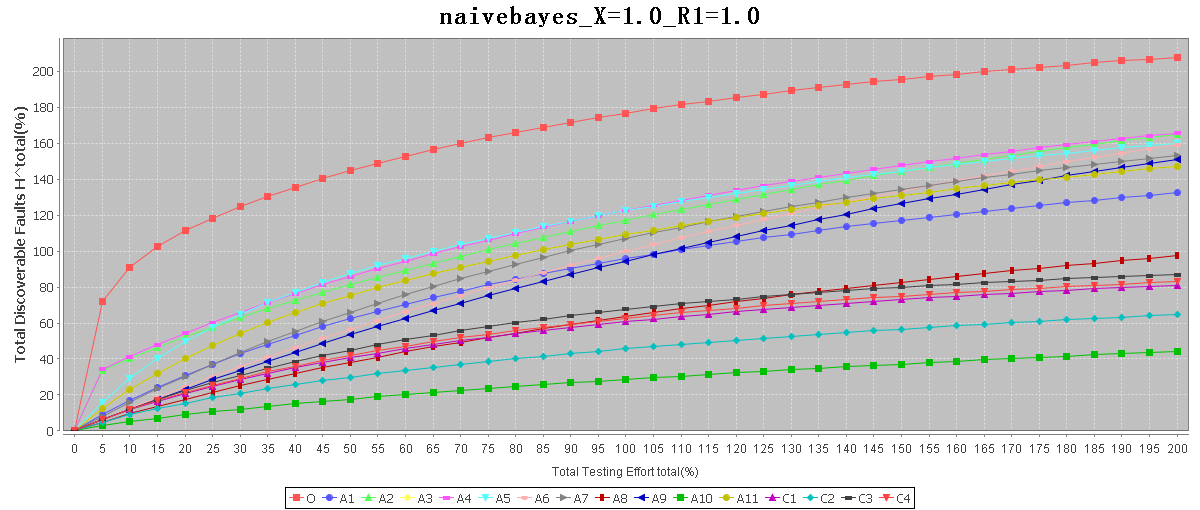 naivebayes_X=1.0_R1=1.0
Total Discoverable Faults H^total(%)
200
180
160
140
120
100
80
60
40
20
0
0 5 10 15 20 25 30 35 40 45 50 55 60 65 70 75 80 85 90 95 100 105 110 115 120 125 130 135 140 145 150 155 160 165 170 175 180 185 190 195 200
Total Testing Effort total(%)
O A1 A2 A3 A4 A5 A6 A7 A8 A9 A10 A11 C1 C2 C3 C4